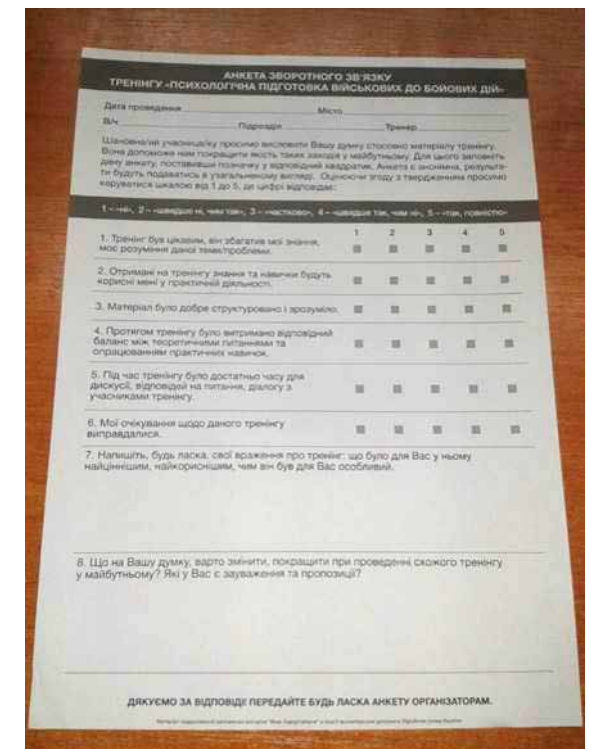 АНКЕТА ЗВОРОТНОГО ЗВ'ЯЗКУ
ТРЕНІНГУ «ПСИХОЛОГІЧНА ПІДГОТОВКА ВІЙСЬКОВИХ ДО БОЙОВИХ ДІЙ»
Дата проведення Місто
В/ч Підрозділ Тренер
Шановна/ий учасниця/ку просимо висловити Вашу думку стосовно матеріалу тренінгу.
Вона допоможе нам покращити якість таких заходів у майбутньому. Для цього заповніть
дану анкету, поставивши позначку у відповідний квадратик. Анкета є анонімна, результа-
ти будуть подаватись в узагальненому вигляді. Оцінюючи згоду з твердженням просимо
керуватися шкалою від 1 до 5, де цифрі відповідає:
1 – «ні», 2 – «швидше ні, чим так», 3 – «частково», 4 – «швидше так, чим ні», 5 – «так, повністю»
1 2 3 4 5
1. Тренінг був цікавим, він збагатив мої знання,
моє розуміння даної теми/проблеми.
2. Отримані на тренінгу знання та навички будуть
корисні мені у практичній діяльності.
3. Матеріал було добре структуровано і зрозуміло.
4. Протягом тренінгу було витримано відповідний
баланс між теоретичними питаннями та
опрацюванням практичних навичок.
5. Під час тренінгу було достатньо часу для
дискусії, відповідей на питання, діалогу з
учасниками тренінгу.
6. Мої очікування щодо даного тренінгу
виправдалися.
7. Напишіть, будь ласка, свої враження про тренінг: що було для Вас у ньому
найціннішим, найкориснішим, чим він був для Вас особливий.
8. Що на Вашу думку, варто змінити, покращити при проведенні схожого тренінгу
у майбутньому? Які у Вас є зауваження та пропозиції?
ДЯКУЄМО ЗА ВІДПОВІДІ! ПЕРЕДАЙТЕ БУДЬ ЛАСКА АНКЕТУ ОРГАНІЗАТОРАМ.